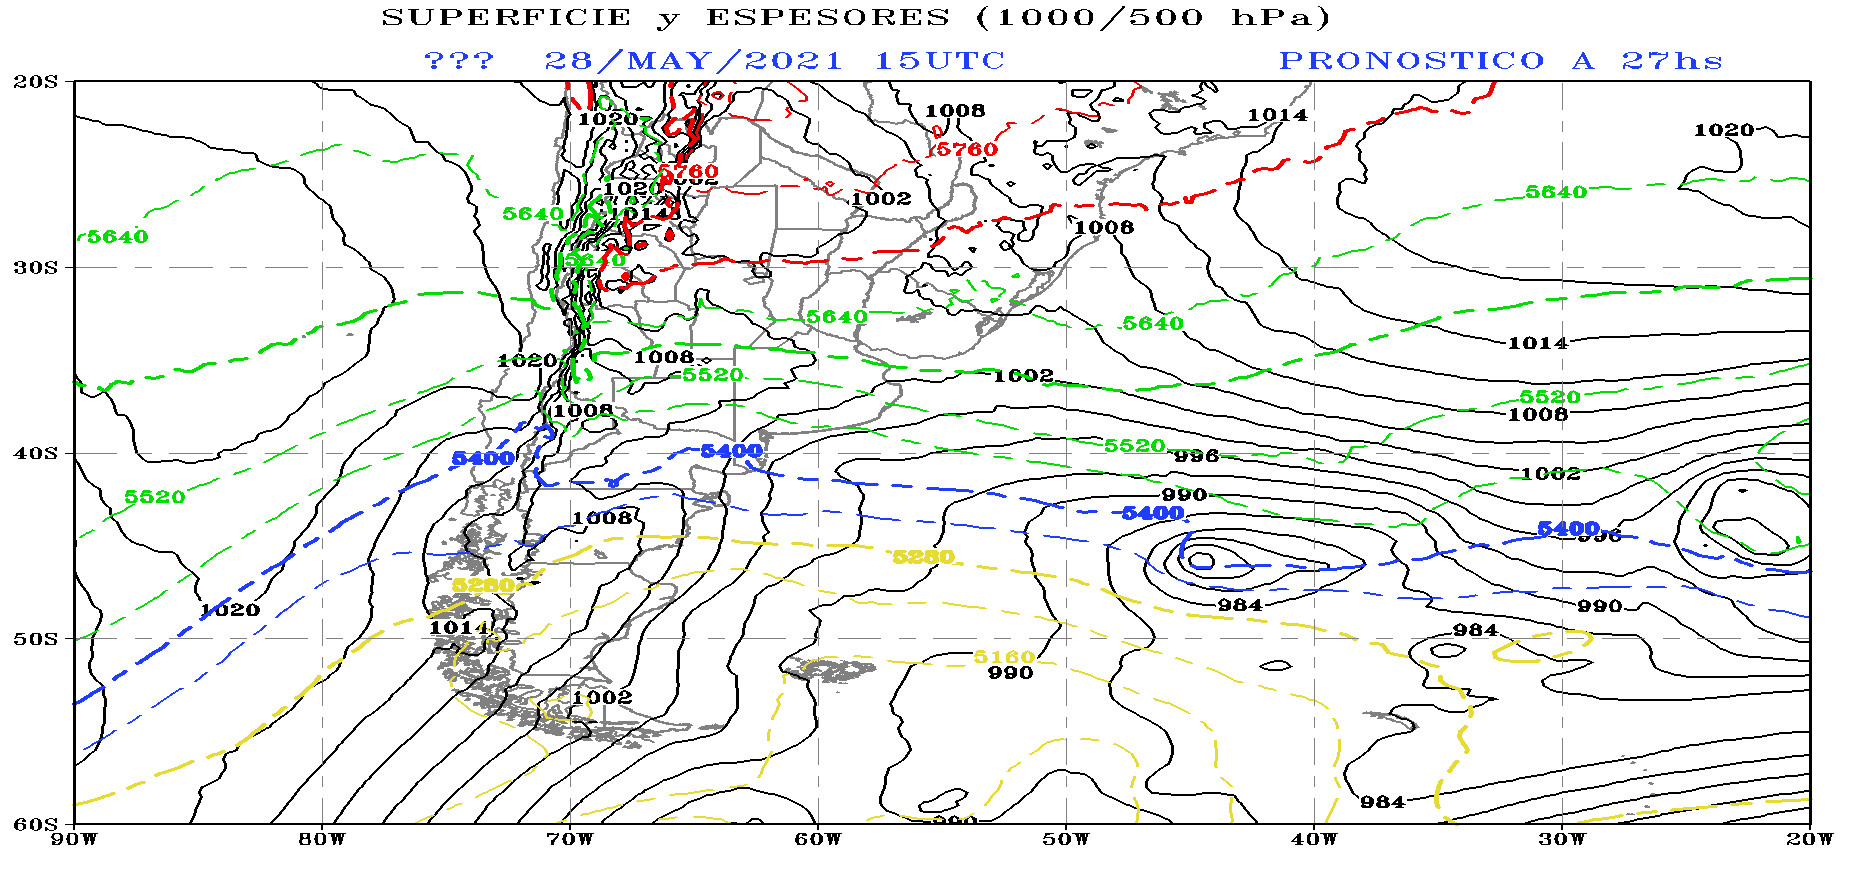 SUPERFICIE y ESPESORES (1000/500 hPa)
??? 28/MAY/2021 15UTC PRONOSTICO A 27hs
20S
1020 1008 1014 1020
5760
5760
1020 5640
5640 1014 1002
5640 1008
5640
30S
5640 5640
1014
1020 1008
5520 1002
5520
1008 1008
5520
40S
5400 5400 996
1002
5520 990
1008 5400 5400
996
5280 5280
1020 984 990
1014 984
50S
5160
990
1002
984
990
60S
90W 80W 70W 60W 50W 40W 30W 20W